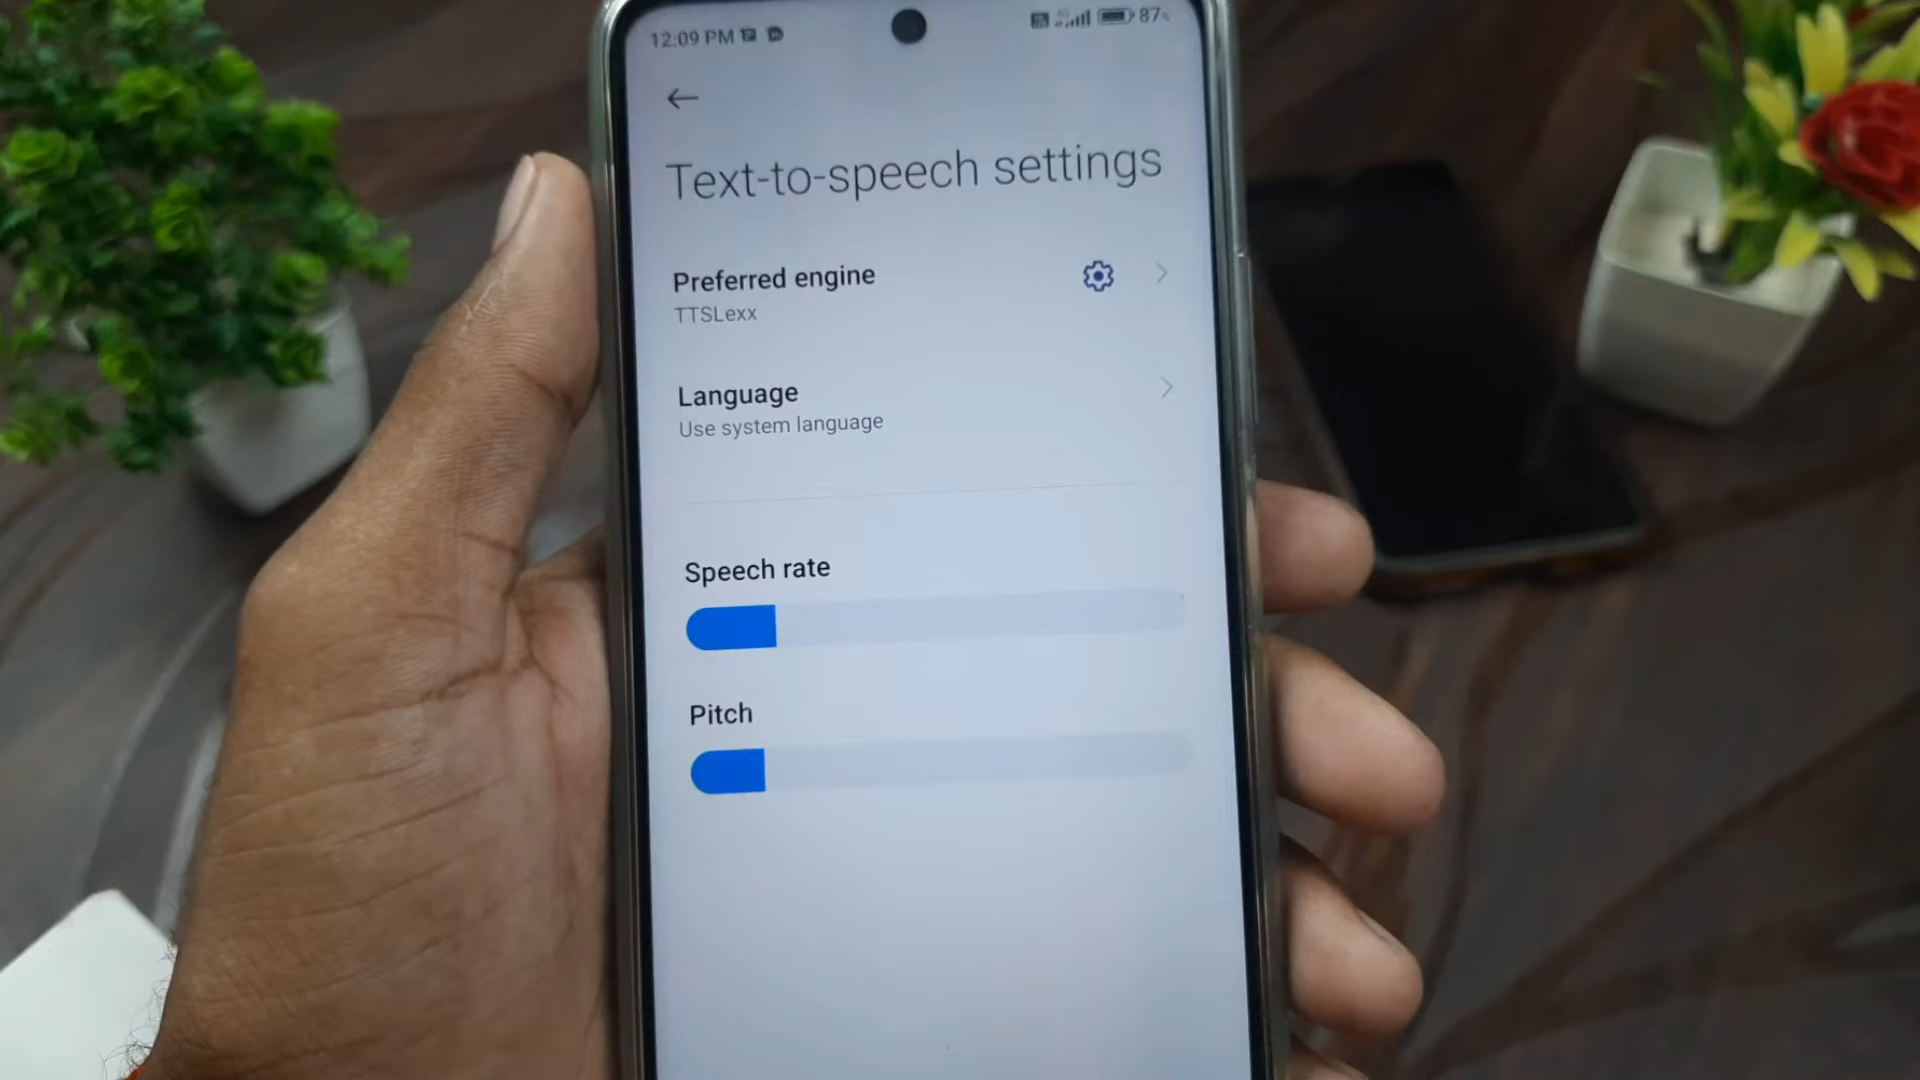 12:09 PM
87%
Text-to-speech settings
Preferred engine
TTSLexx
Language
Use system language
Speech rate
Pitch